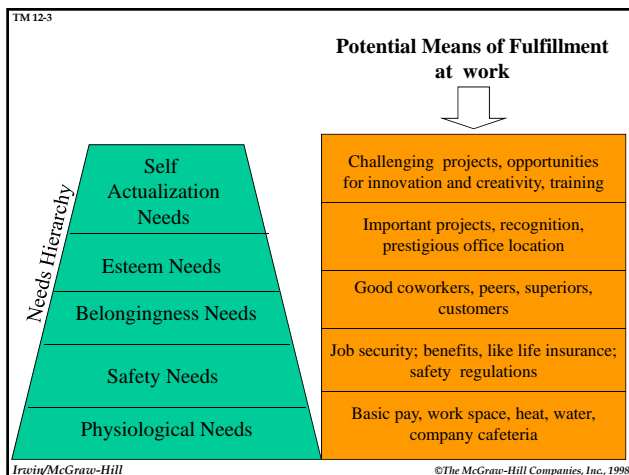 TM 12-3
Potential Means of Fulfillment
at work
Needs Hierarchy
Self
Actualization
Needs
Challenging projects, opportunities
for innovation and creativity, training
Esteem Needs
Important projects, recognition,
prestigious office location
Belongingness Needs
Good coworkers, peers, superiors,
customers
Safety Needs
Job security; benefits, like life insurance;
safety regulations
Physiological Needs
Basic pay, work space, heat, water,
company cafeteria
Irwin/McGraw-Hill
©The McGraw-Hill Companies, Inc., 1998